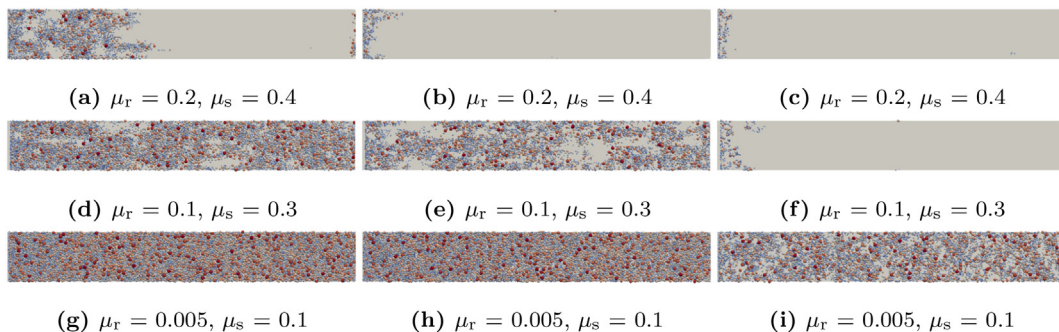 (a) μr = 0.2, μs = 0.4
(b) μr = 0.2, μs = 0.4
(c) μr = 0.2, μs = 0.4
(d) μr = 0.1, μs = 0.3
(e) μr = 0.1, μs = 0.3
(f) μr = 0.1, μs = 0.3
(g) μr = 0.005, μs = 0.1
(h) μr = 0.005, μs = 0.1
(i) μr = 0.005, μs = 0.1